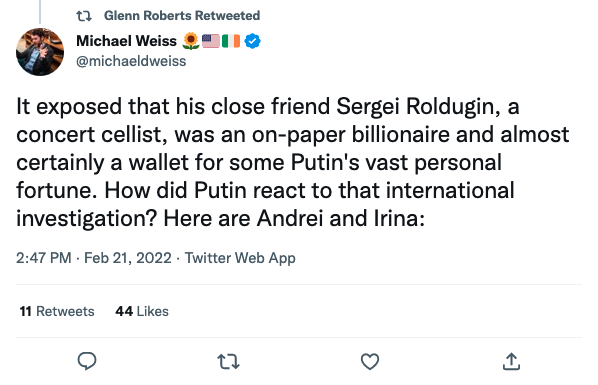 Glenn Roberts Retweeted
Michael Weiss 🌻🇺🇸🇮🇪
@michaeldweiss
It exposed that his close friend Sergei Roldugin, a
concert cellist, was an on-paper billionaire and almost
certainly a wallet for some Putin's vast personal
fortune. How did Putin react to that international
investigation? Here are Andrei and Irina:
2:47 PM · Feb 21, 2022 · Twitter Web App
11 Retweets 44 Likes